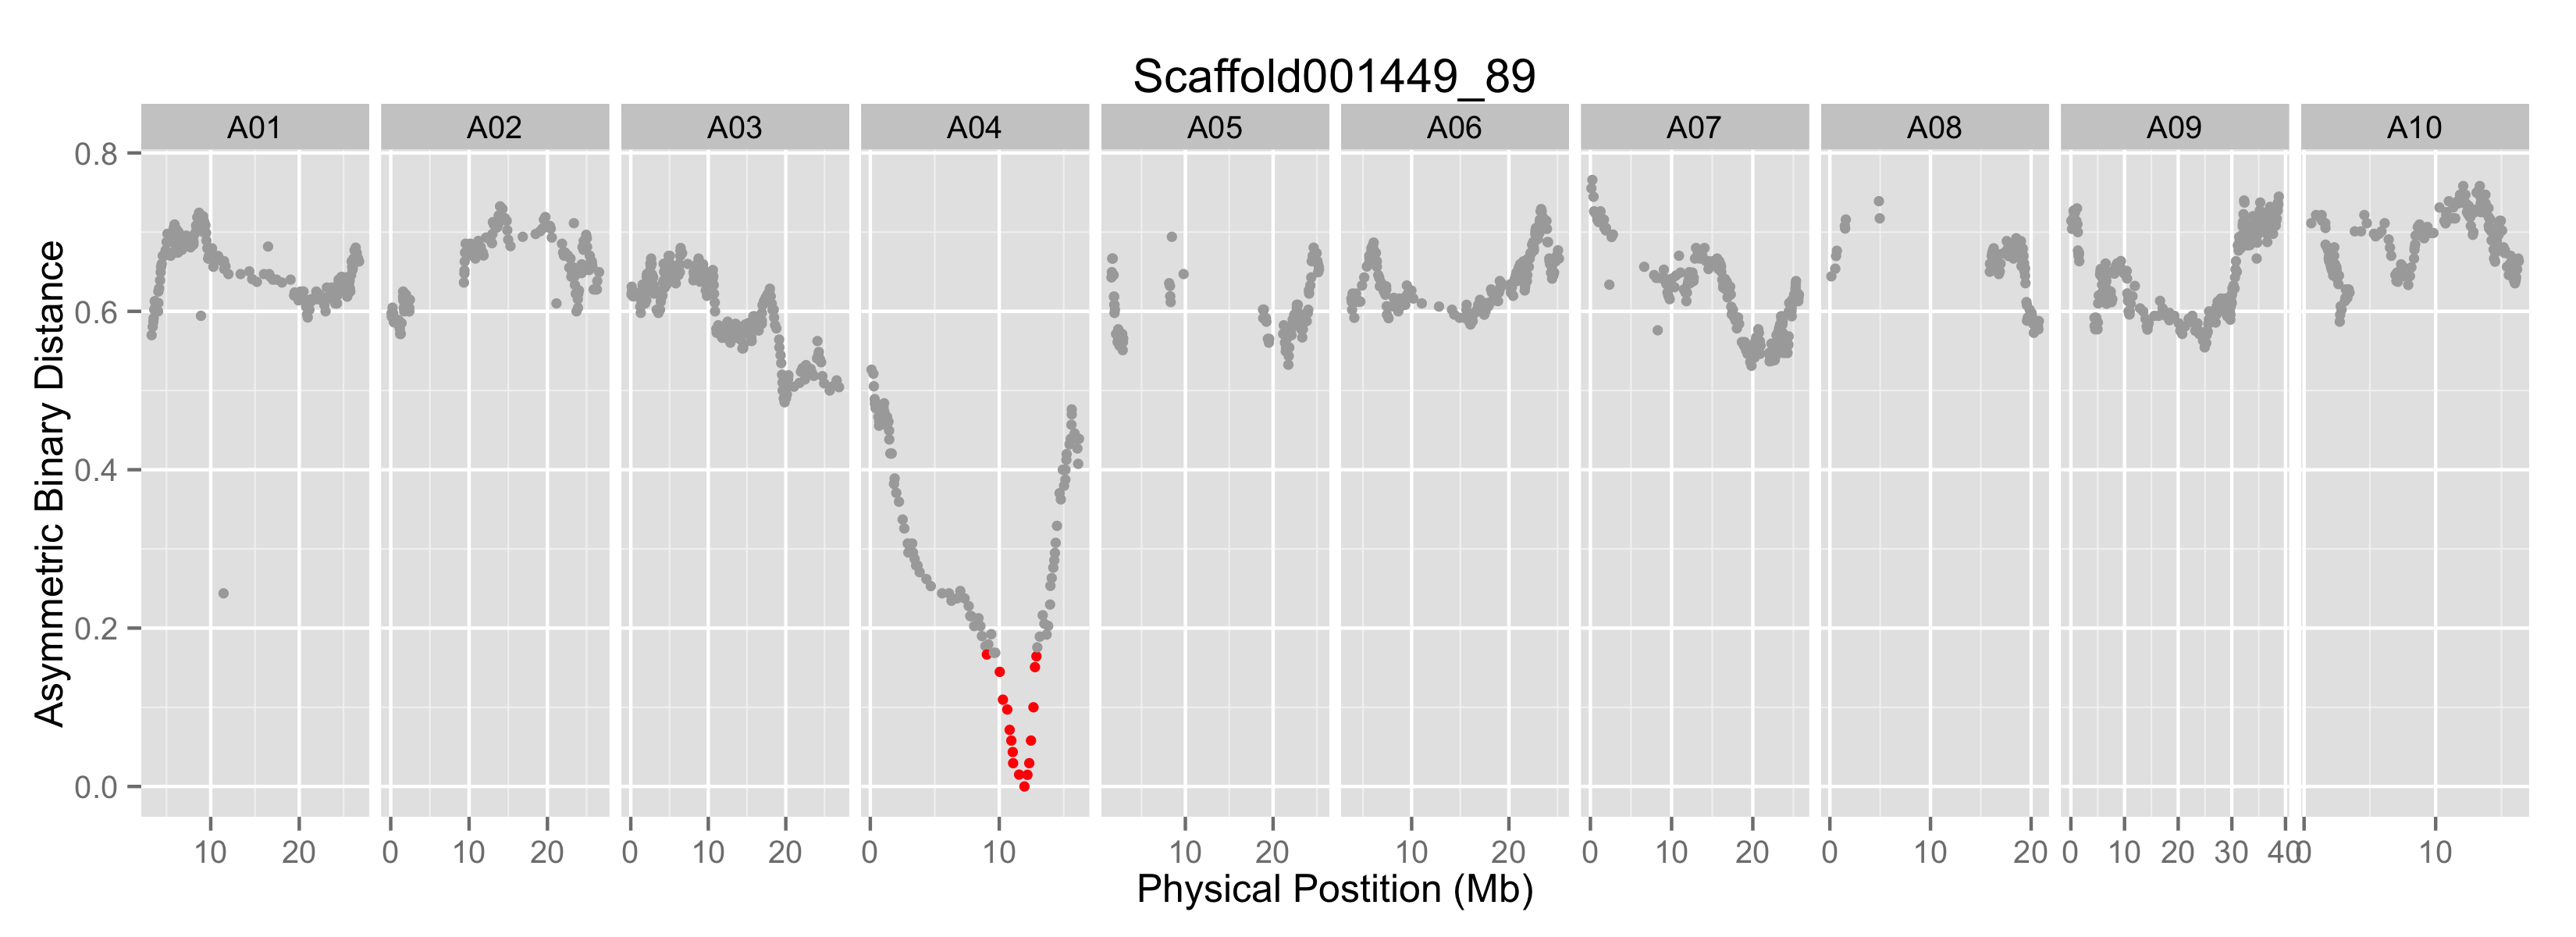 Scaffold001449_89
A01 A02 A03 A04 A05 A06 A07 A08 A09 A10
0.8
0.6
0.4
0.2
0.0
Asymmetric Binary Distance
10 20 0 10 20 0 10 20 0 10 10 20 10 20 0 10 20 0 10 20 0 10 20 30 40 0 10
Physical Postition (Mb)